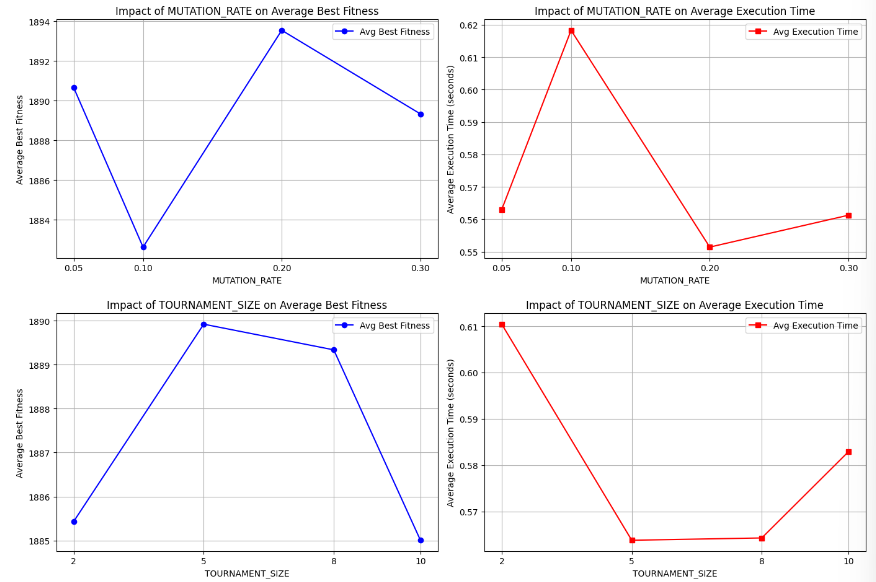 Impact of MUTATION_RATE on Average Best Fitness
Avg Best Fitness
1894
1892
1890
1888
1886
1884
Average Best Fitness
0.05 0.10 0.20 0.30
MUTATION_RATE
Impact of MUTATION_RATE on Average Execution Time
Avg Execution Time
0.62
0.61
0.60
0.59
0.58
0.57
0.56
0.55
Average Execution Time (seconds)
0.05 0.10 0.20 0.30
MUTATION_RATE
Impact of TOURNAMENT_SIZE on Average Best Fitness
Avg Best Fitness
1890
1889
1888
1887
1886
1885
Average Best Fitness
2 5 8 10
TOURNAMENT_SIZE
Impact of TOURNAMENT_SIZE on Average Execution Time
Avg Execution Time
0.61
0.60
0.59
0.58
0.57
Average Execution Time (seconds)
2 5 8 10
TOURNAMENT_SIZE